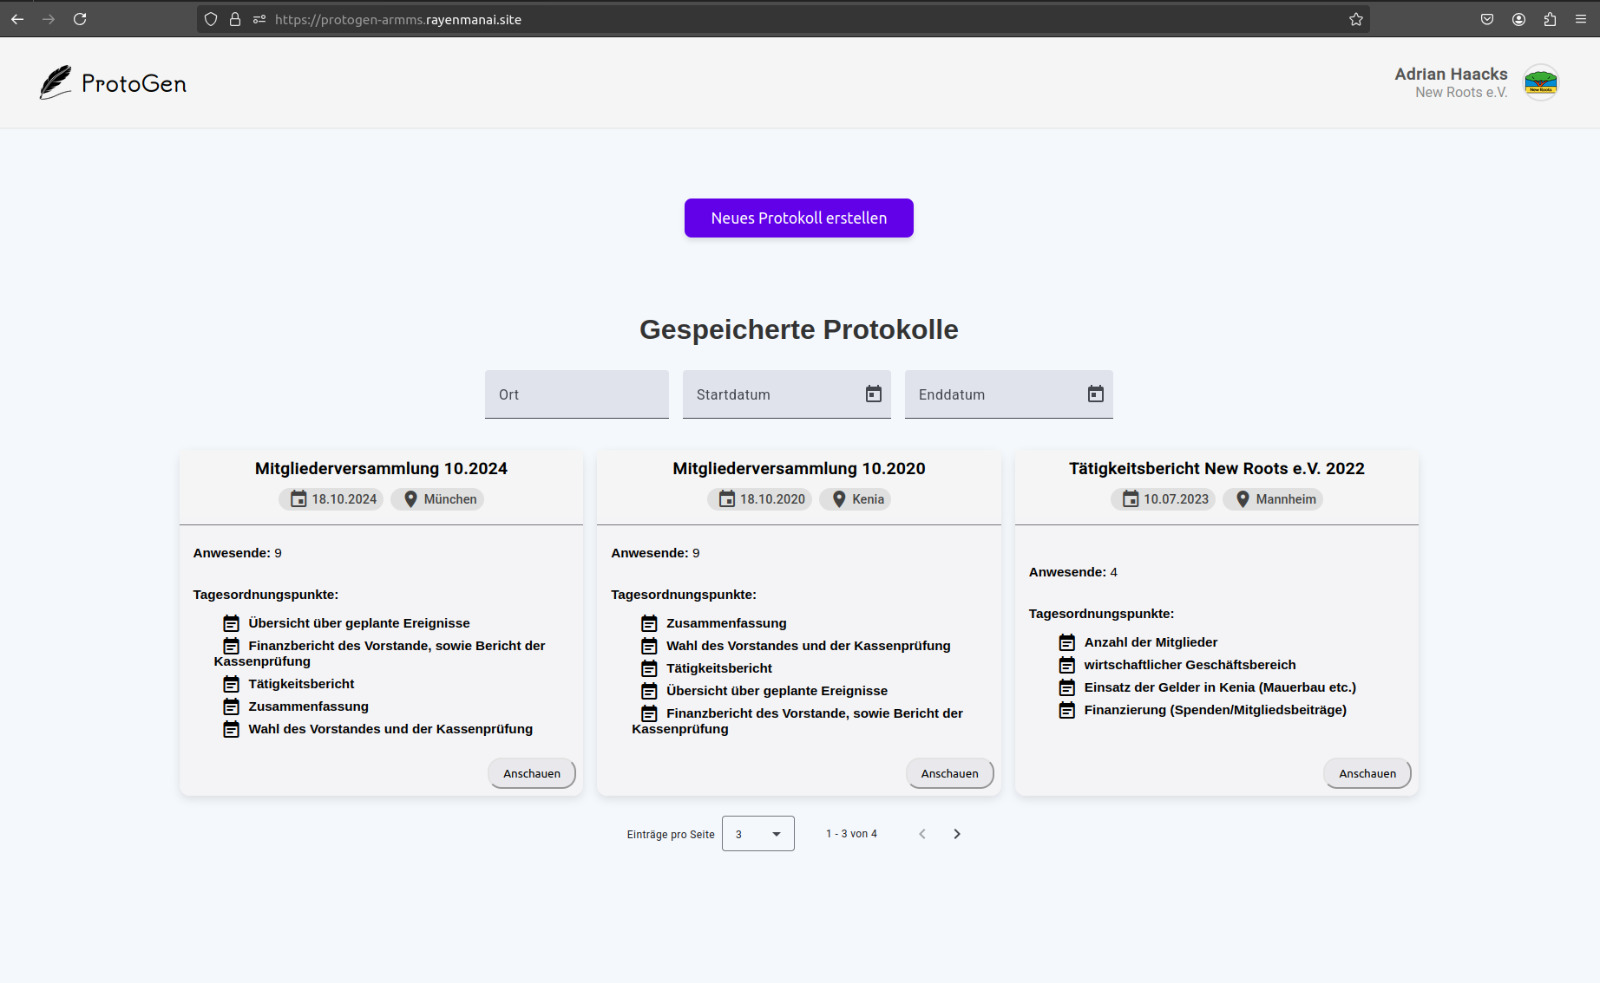 https://protogen-armms.rayenmanai.site
ProtoGen
Adrian Haacks
New Roots e.V.
New Roots
Neues Protokoll erstellen
Gespeicherte Protokolle
Ort
Startdatum
Enddatum
Mitgliederversammlung 10.2024
18.10.2024
München
Anwesende: 9
Tagesordnungspunkte:
Übersicht über geplante Ereignisse
Finanzbericht des Vorstande, sowie Bericht der
Kassenprüfung
Tätigkeitsbericht
Zusammenfassung
Wahl des Vorstandes und der Kassenprüfung
Anschauen
Mitgliederversammlung 10.2020
18.10.2020
Kenia
Anwesende: 9
Tagesordnungspunkte:
Zusammenfassung
Wahl des Vorstandes und der Kassenprüfung
Tätigkeitsbericht
Übersicht über geplante Ereignisse
Finanzbericht des Vorstande, sowie Bericht der
Kassenprüfung
Anschauen
Tätigkeitsbericht New Roots e.V. 2022
10.07.2023
Mannheim
Anwesende: 4
Tagesordnungspunkte:
Anzahl der Mitglieder
wirtschaftlicher Geschäftsbereich
Einsatz der Gelder in Kenia (Mauerbau etc.)
Finanzierung (Spenden/Mitgliedsbeiträge)
Anschauen
Einträge pro Seite
3
1 - 3 von 4